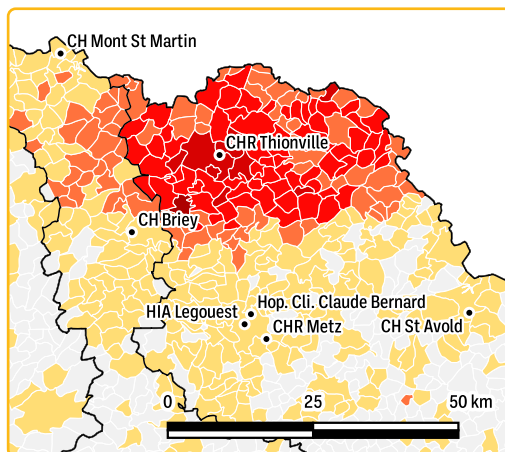 CH Mont St Martin
CHR Thionville
CH Briey
Hop. Cli. Claude Bernard
HIA Legouest
CHR Metz
CH St Avold
0 25 50 km